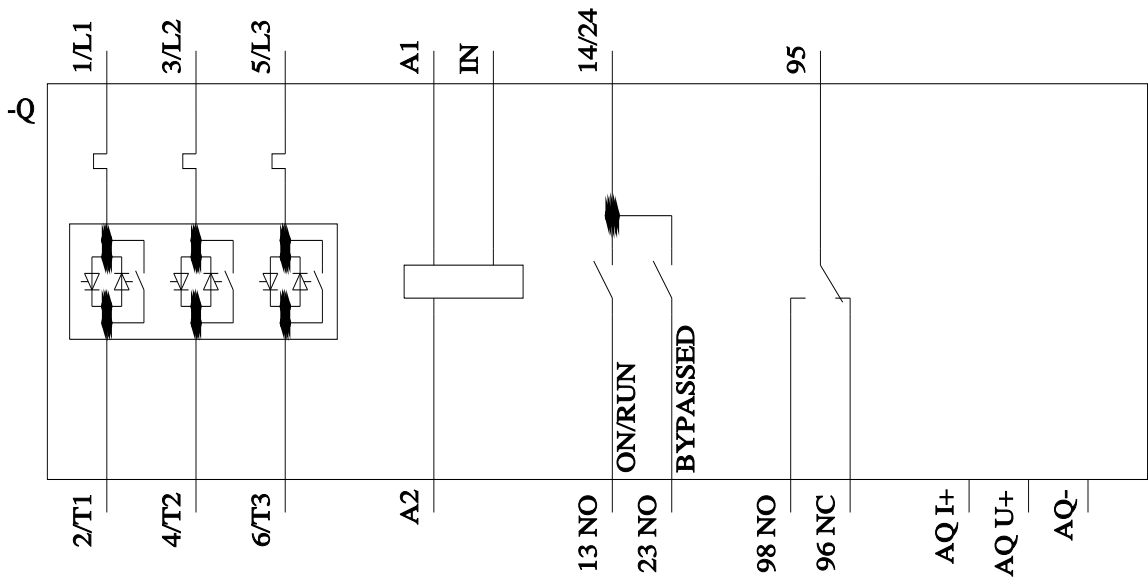 1/L1
3/L2
5/L3
A1
IN
14/24
95
-Q
ON/RUN
BYPASSED
2/T1
4/T2
6/T3
A2
13 NO
23 NO
98 NO
96 NC
AQ I+
AQ U+
AQ-